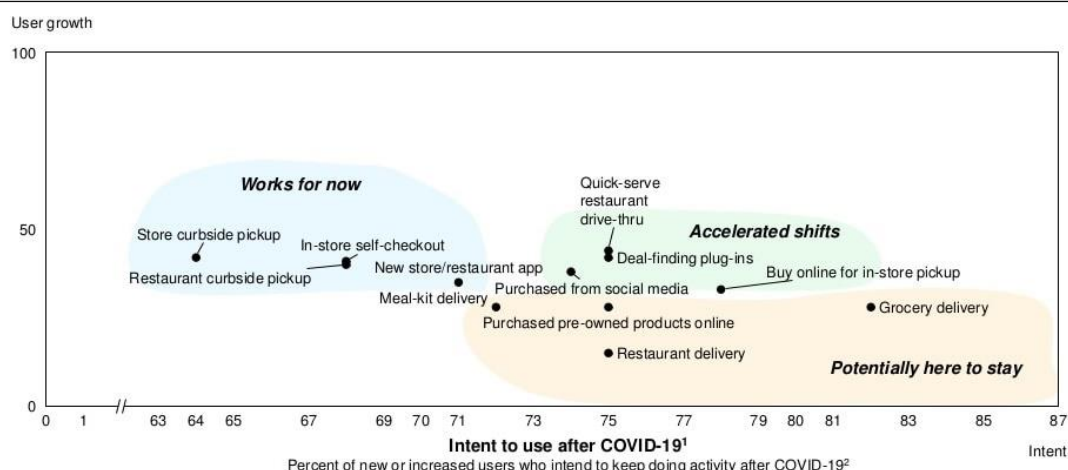 User growth
100
Works for now
Quick-serve
restaurant
drive-thru
50
Store curbside pickup
Accelerated shifts
In-store self-checkout
Restaurant curbside pickup
New store/restaurant app
Deal-finding plug-ins
Buy online for in-store pickup
Meal-kit delivery
Purchased from social media
Purchased pre-owned products online
Grocery delivery
Restaurant delivery
Potentially here to stay
0
0 1 // 63 64 65 67 69 70 71 73 75 77 79 80 81 83 85 87
Intent to use after COVID-19¹
Intent
Percent of new or increased users who intend to keep doing activity after COVID-19²